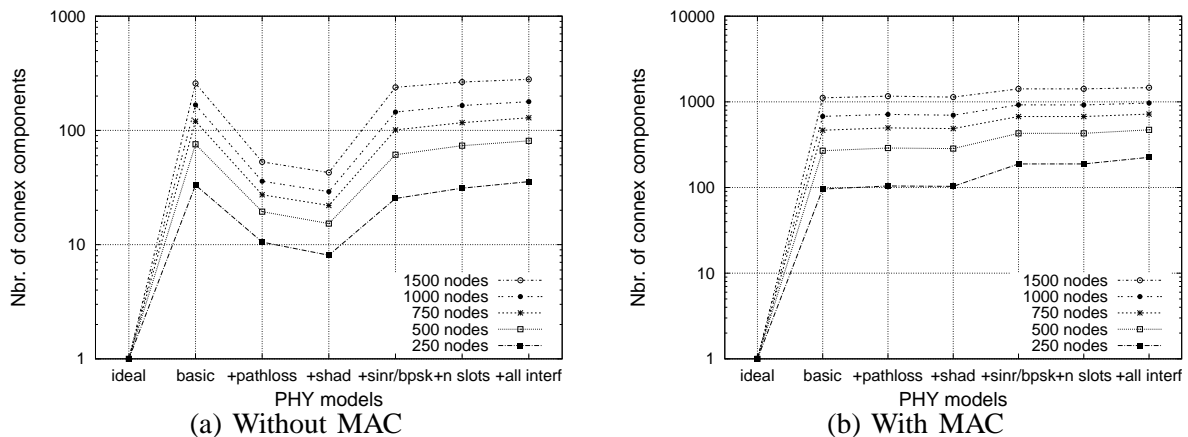 1000
100
10
1
Nbr. of connex components
1500 nodes
1000 nodes
750 nodes
500 nodes
250 nodes
ideal basic +pathloss +shad +sinr/bpsk +n slots +all interf
PHY models
(a) Without MAC
10000
1000
100
10
1
Nbr. of connex components
1500 nodes
1000 nodes
750 nodes
500 nodes
250 nodes
ideal basic +pathloss +shad +sinr/bpsk +n slots +all interf
PHY models
(b) With MAC